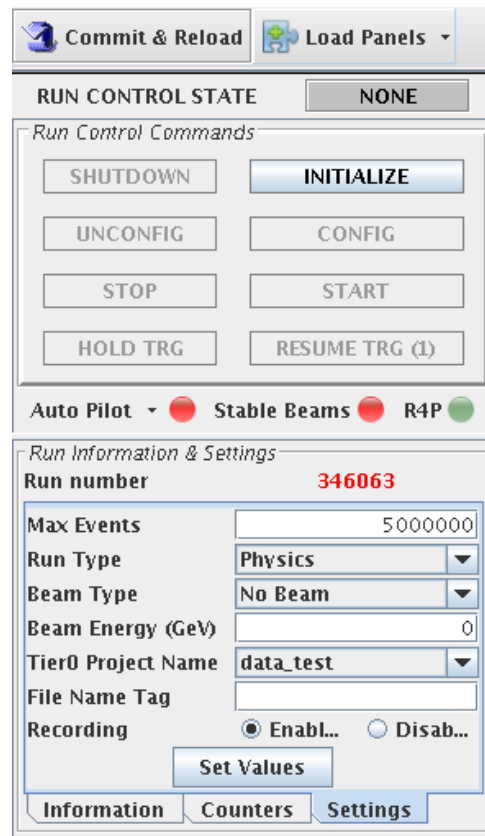 Commit & Reload Load Panels
RUN CONTROL STATE NONE
Run Control Commands
SHUTDOWN INITIALIZE
UNCONFIG CONFIG
STOP START
HOLD TRG RESUME TRG (1)
Auto Pilot Stable Beams R4P
Run Information & Settings
Run number 346063
Max Events 5000000
Run Type Physics
Beam Type No Beam
Beam Energy (GeV) 0
Tier0 Project Name data_test
File Name Tag
Recording Enabl... Disab...
Set Values
Information Counters Settings